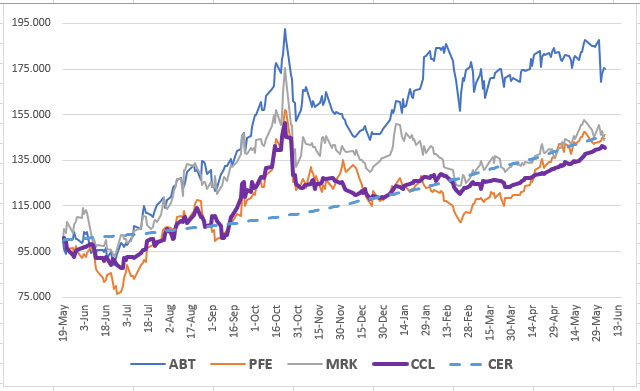 195.000
175.000
155.000
135.000
115.000
95.000
75.000
19-May
3-Jun
18-Jun
3-Jul
18-Jul
2-Aug
17-Aug
1-Sep
16-Sep
1-Oct
16-Oct
31-Oct
15-Nov
30-Nov
15-Dec
30-Dec
14-Jan
29-Jan
13-Feb
28-Feb
15-Mar
30-Mar
14-Apr
29-Apr
14-May
29-May
13-Jun
ABT PFE MRK CCL CER